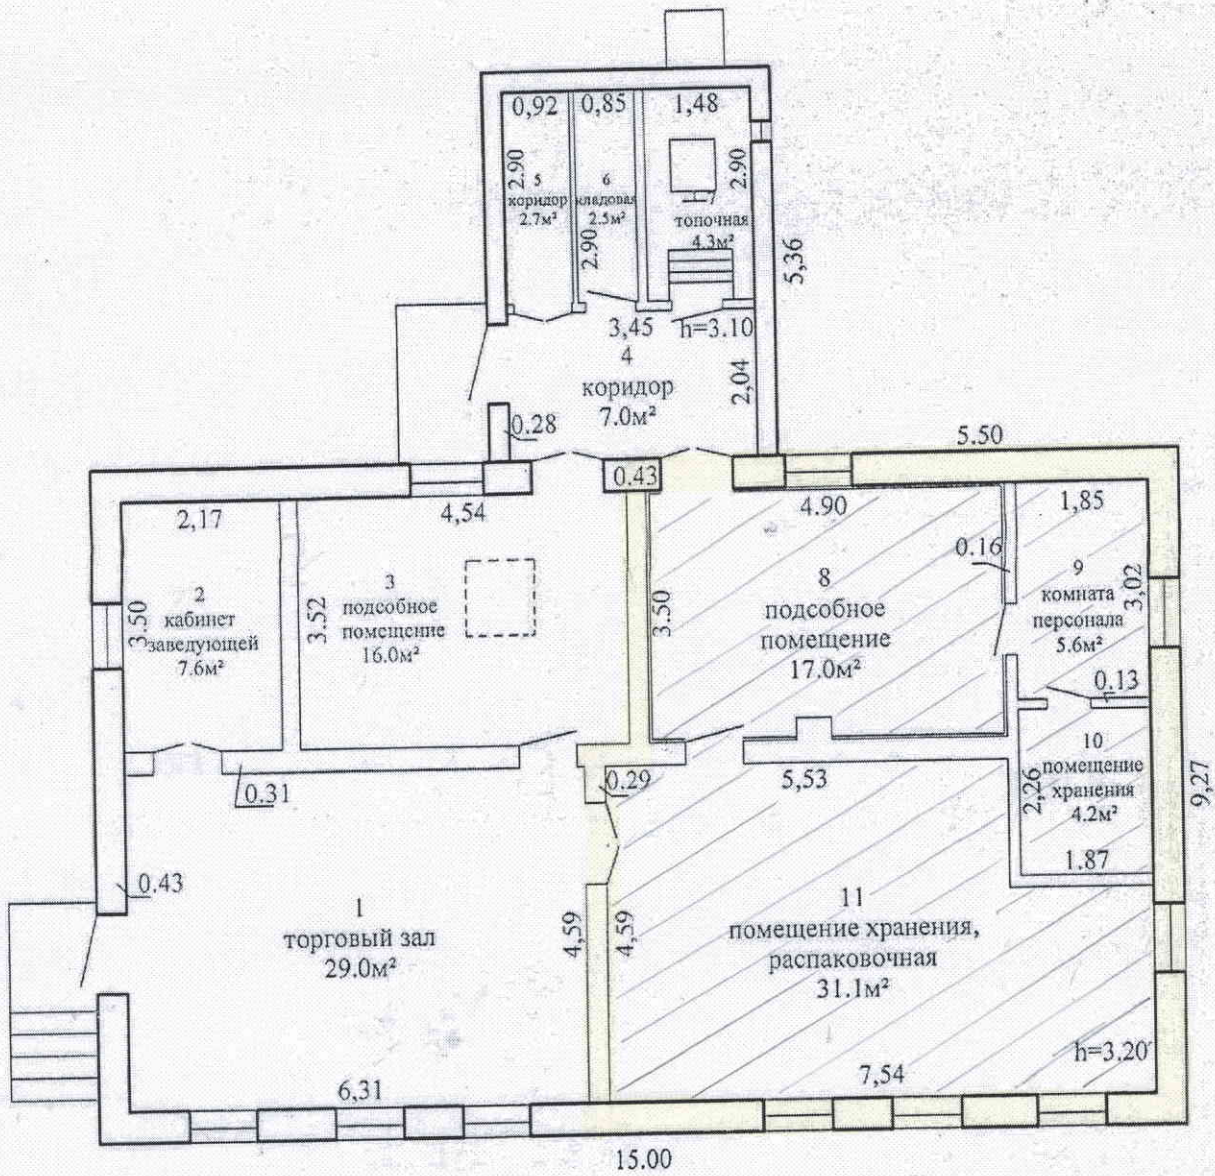 0,92 0,85 1,48
2.90
5
коридор
2.7м²
6
кладовая
2.5м²
2.90
2.90
7
топочная
4.3м²
5,36
3,45
h=3.10
4
коридор
7.0м²
2,04
0.28
5.50
0.43
2,17
4,54
4.90
1,85
0.16
2
кабинет
заведующей
7.6м²
3.50
3
подсобное
помещение
16.0м²
3.52
8
подсобное
помещение
17.0м²
3.50
9
комната
персонала
5.6м²
3,02
0.13
10
помещение
хранения
4.2м²
2,26
1.87
9,27
0.31
0.29
5,53
0.43
1
торговый зал
29.0м²
4,59
4,59
11
помещение хранения,
распаковочная
31.1м²
h=3,20
6,31
7,54
15.00